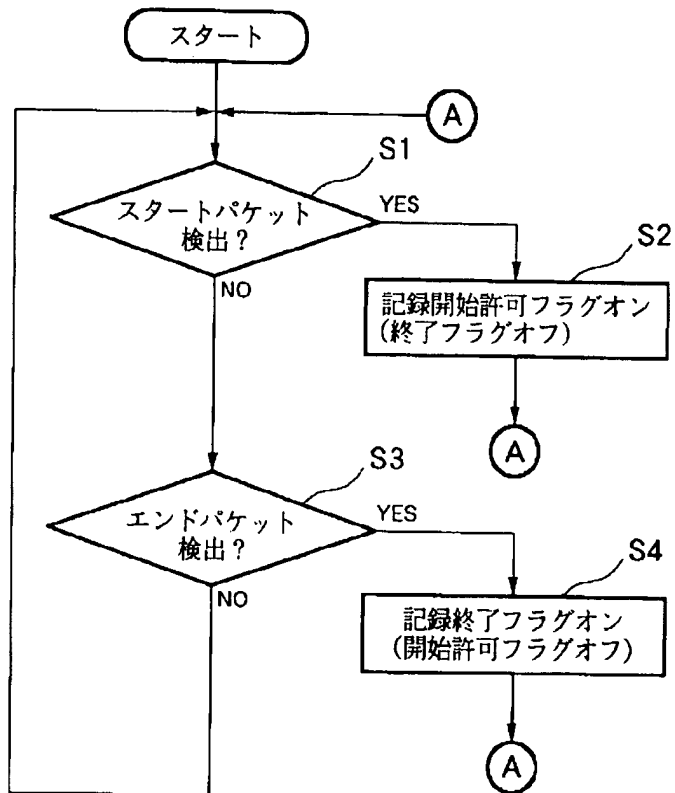 スタート
A
S1
スタートパケット
検出?
YES
NO
S2
記録開始許可フラグオン
(終了フラグオフ)
A
S3
エンドパケット
検出?
YES
NO
S4
記録終了フラグオン
(開始許可フラグオフ)
A